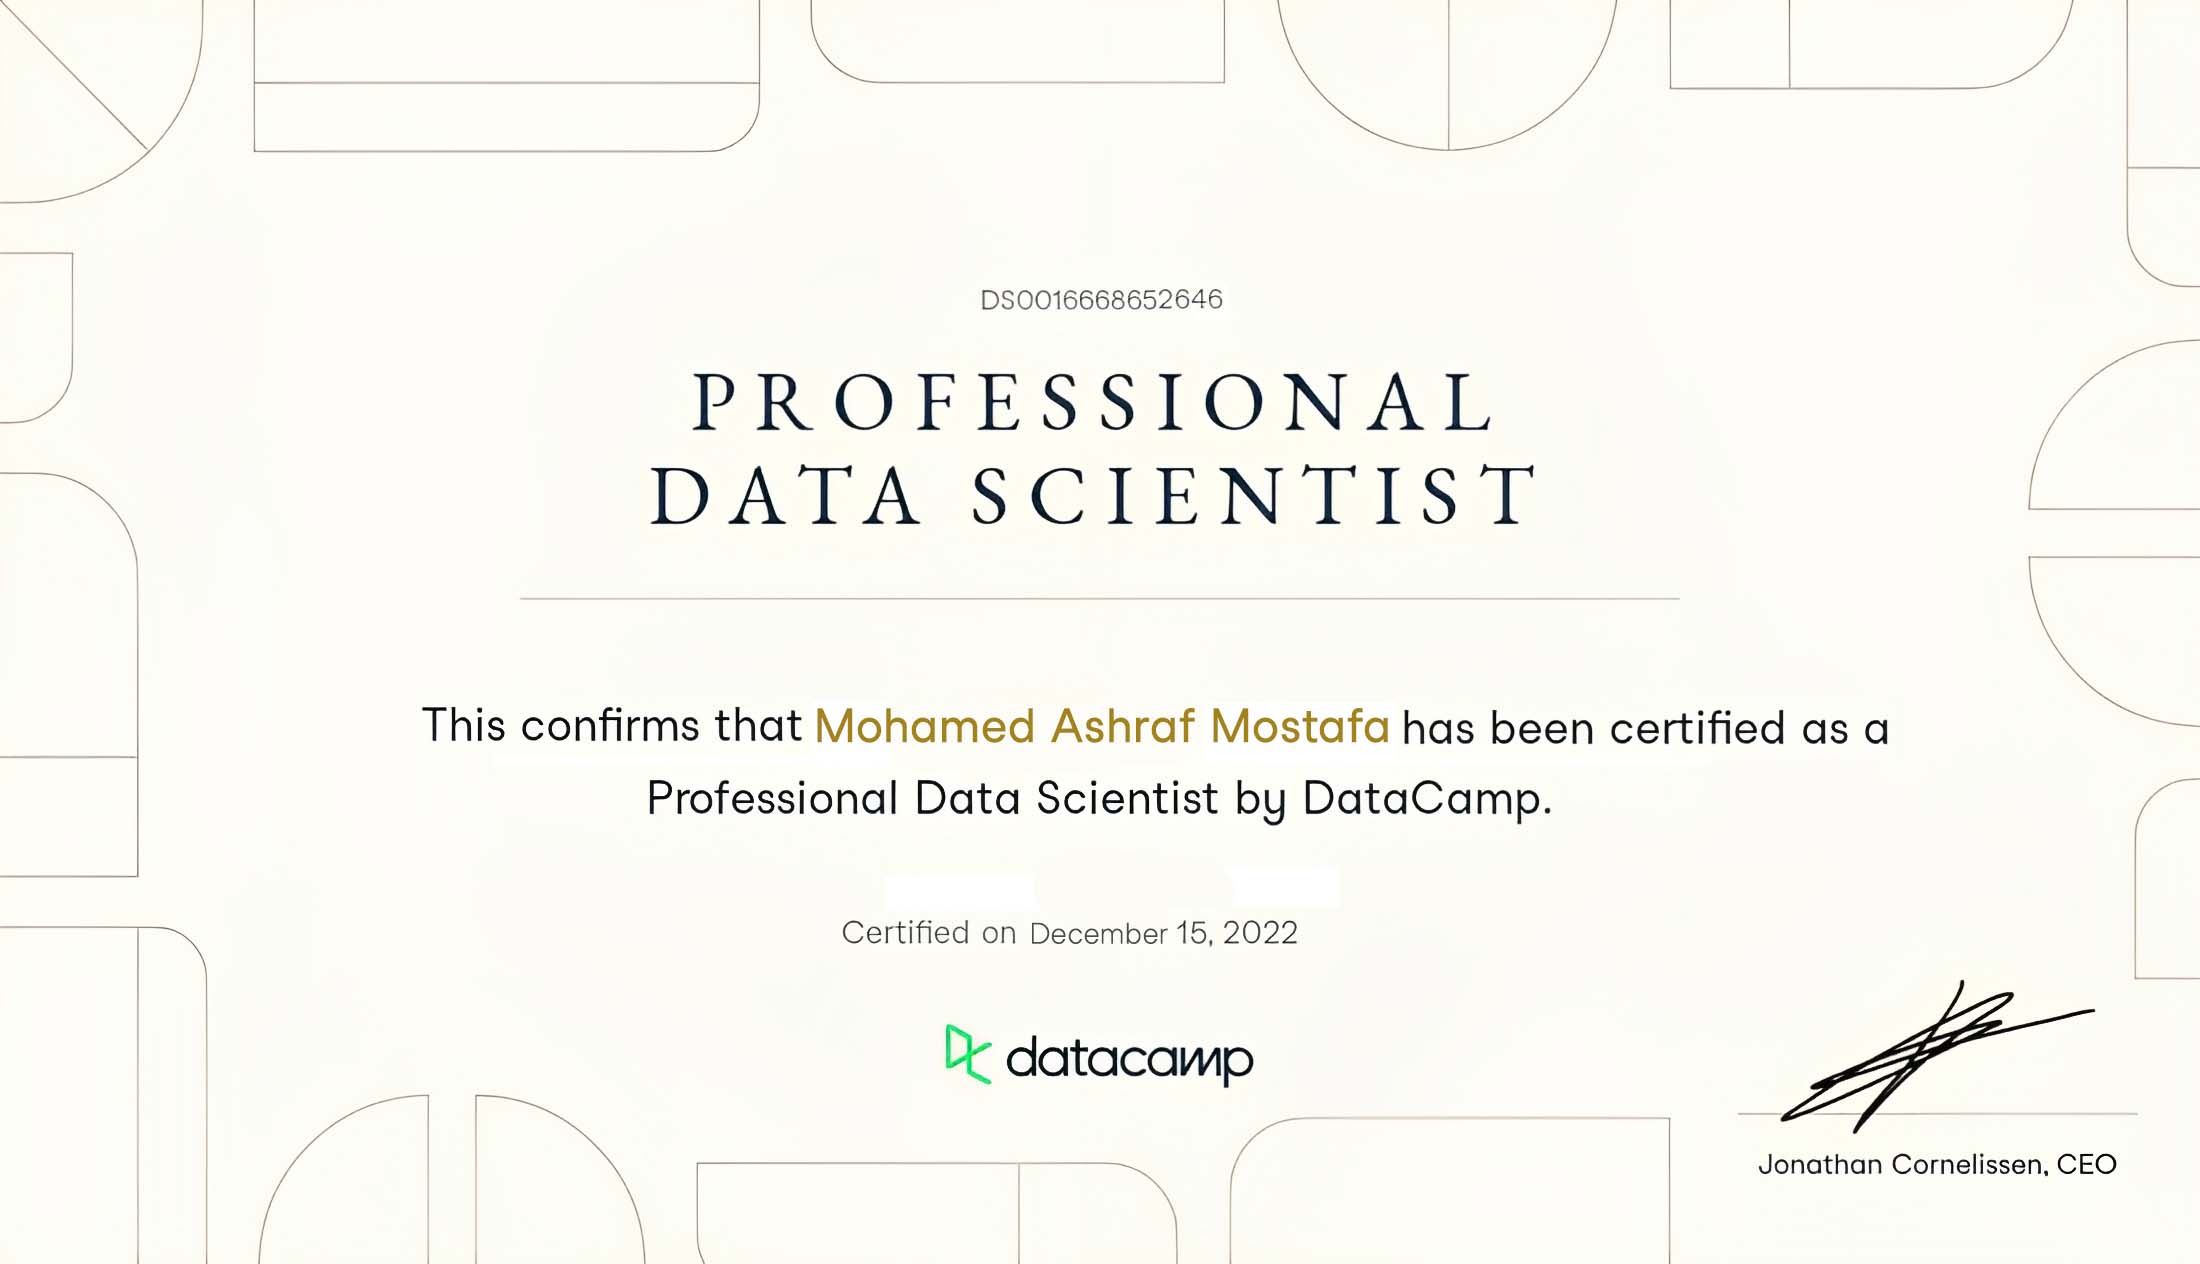 DS0016668652646
PROFESSIONAL
DATA SCIENTIST
This confirms that Mohamed Ashraf Mostafa has been certified as a
Professional Data Scientist by DataCamp.
Certified on December 15, 2022
datacamp
Jonathan Cornelissen, CEO